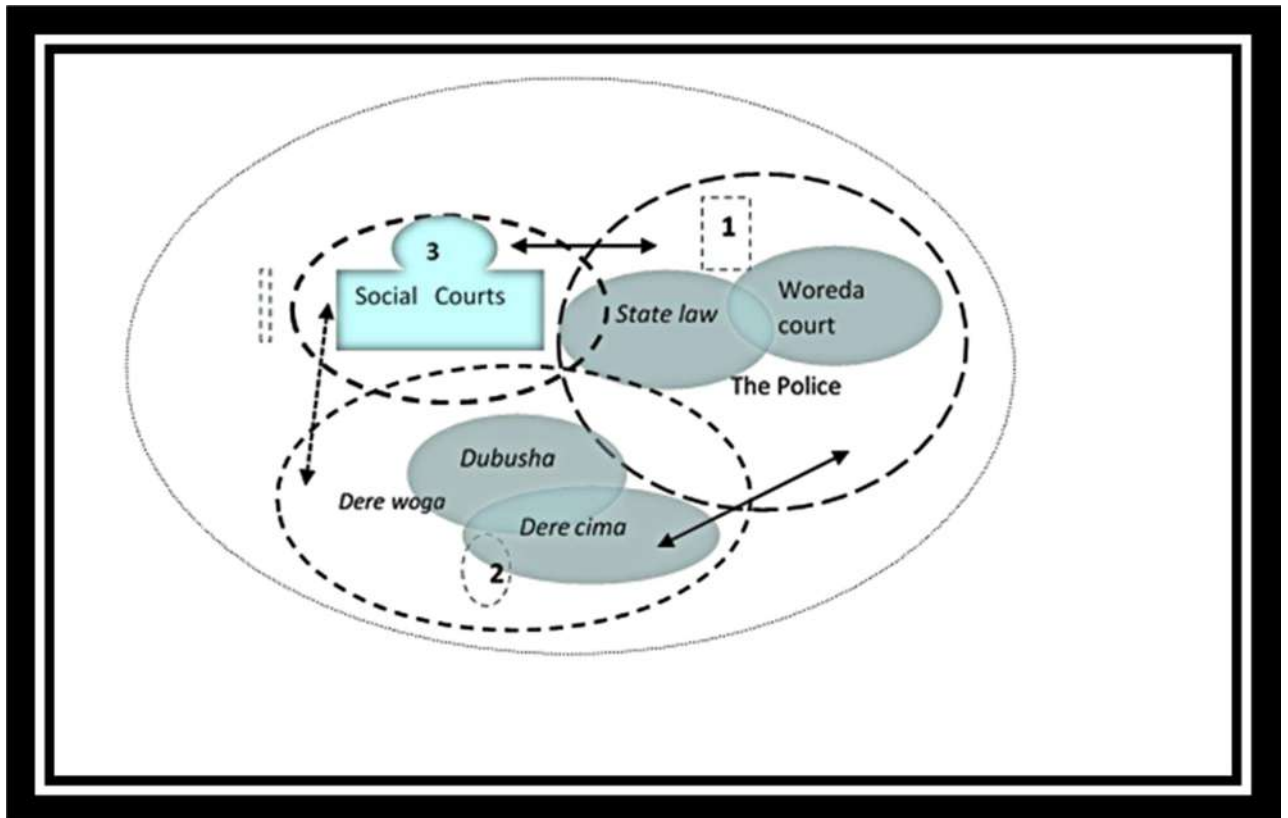 1
3
Social Courts
State law
Woreda
court
The Police
Dubusha
Dere woga
Dere cima
2